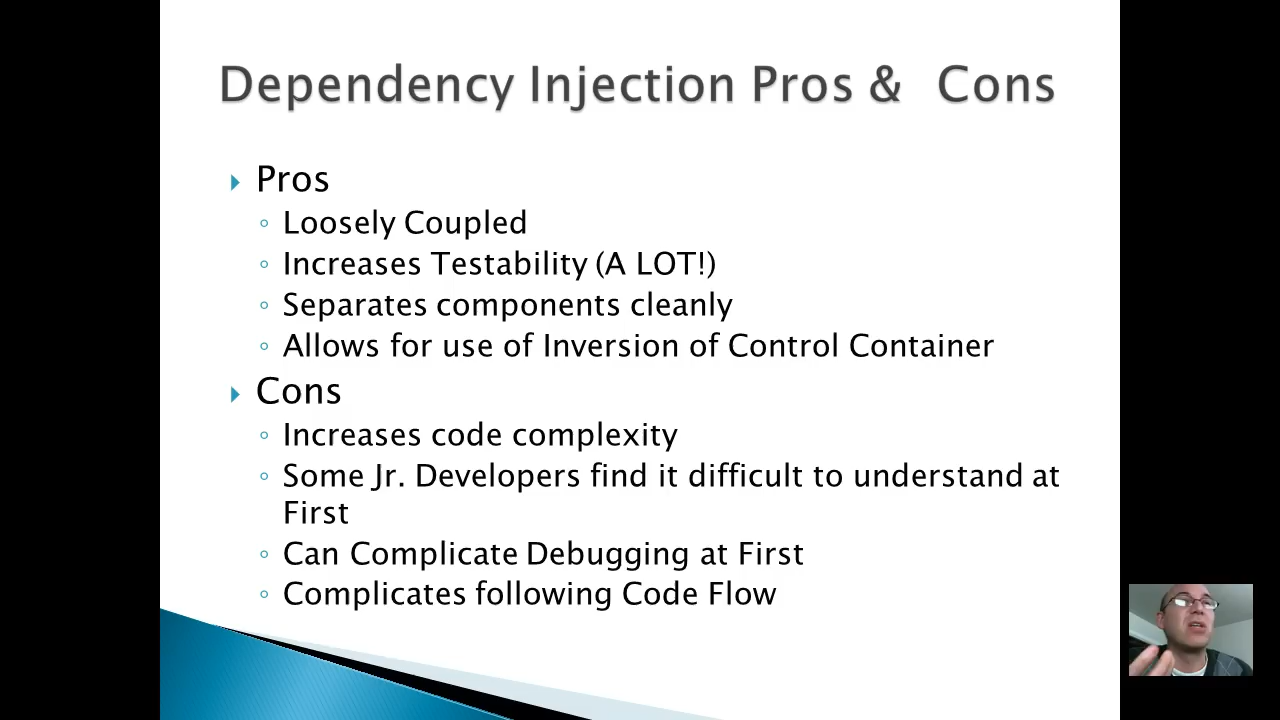 Dependency Injection Pros & Cons
Pros
Loosely Coupled
Increases Testability (A LOT!)
Separates components cleanly
Allows for use of Inversion of Control Container
Cons
Increases code complexity
Some Jr. Developers find it difficult to understand at
First
Can Complicate Debugging at First
Complicates following Code Flow